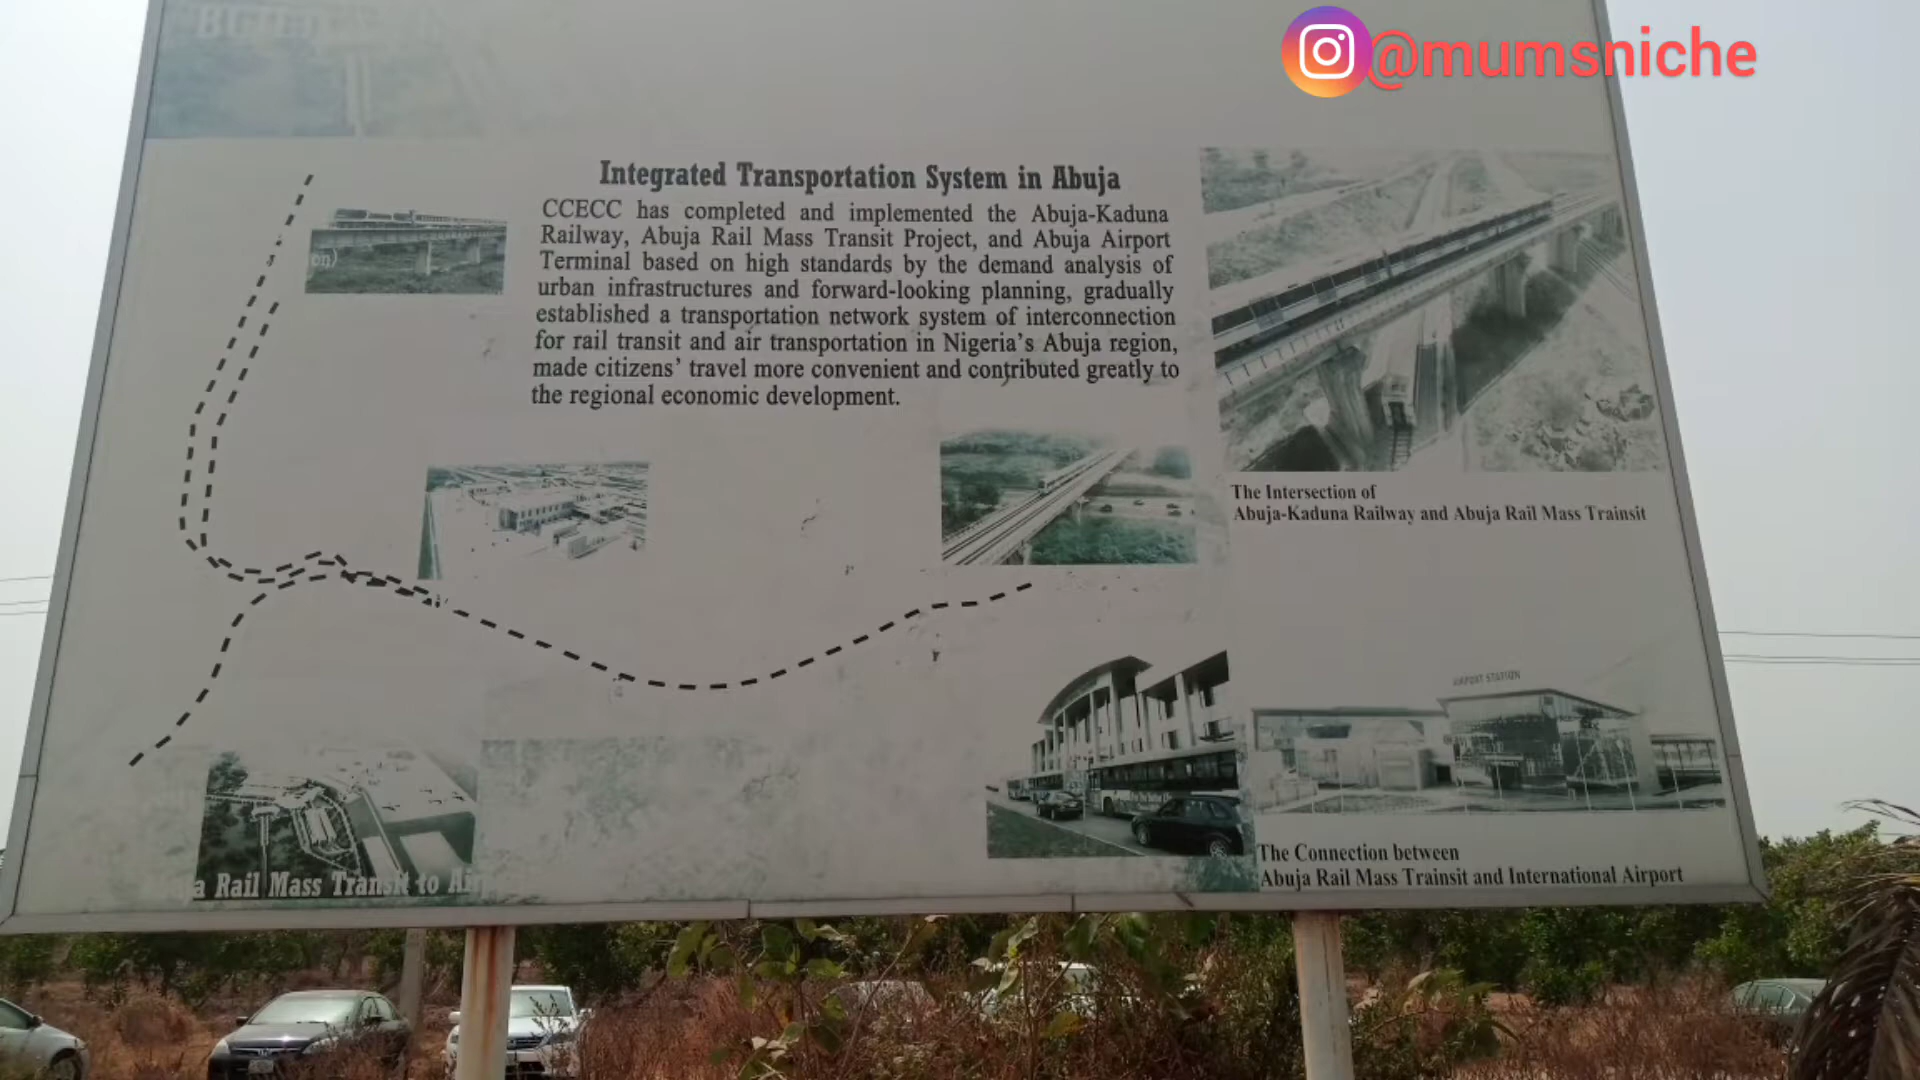 @mumsniche
Integrated Transportation System in Abuja
CCECC has completed and implemented the Abuja-Kaduna
Railway, Abuja Rail Mass Transit Project, and Abuja Airport
Terminal based on high standards by the demand analysis of
urban infrastructures and forward-looking planning, gradually
established a transportation network system of interconnection
for rail transit and air transportation in Nigeria's Abuja region,
made citizens' travel more convenient and contributed greatly to
the regional economic development.
on)
The Intersection of
Abuja-Kaduna Railway and Abuja Rail Mass Trainsit
AIRPORT STATION
The Connection between
Abuja Rail Mass Trainsit and International Airport
a Rail Mass Transit to Air